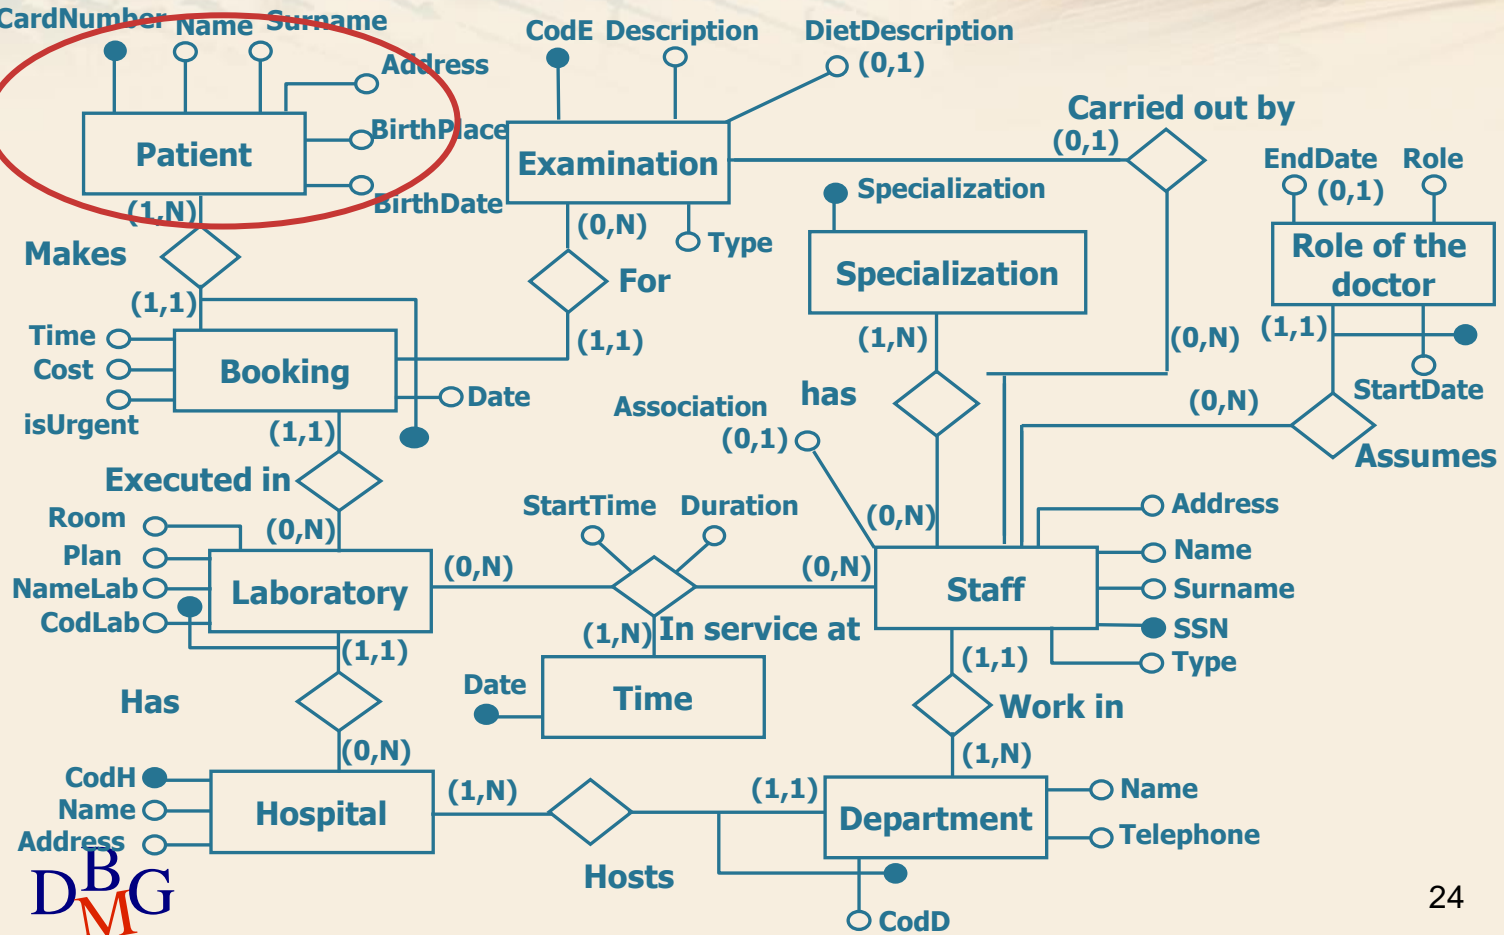 CardNumber Name Surname
Address
Patient
BirthPlace
BirthDate
(1,N)
Makes
(1,1)
CodE Description DietDescription
(0,1)
Examination
(0,N)
Type
For
(1,1)
Carried out by
(0,1)
(0,N)
EndDate Role
(0,1)
Role of the
doctor
(1,1)
StartDate
(0,N)
Assumes
Specialization
Specialization
(1,N)
has
(0,N)
Time
Cost
isUrgent
Booking
Date
(1,1)
Executed in
(0,N)
Association
(0,1)
Room
Plan
NameLab
CodLab
Laboratory
(0,N)
StartTime Duration
(0,N)
In service at
(1,N)
Date
Time
Staff
Address
Name
Surname
SSN
Type
(1,1)
Has
(0,N)
(1,1)
Work in
(1,N)
CodH
Name
Address
Hospital
(1,N)
Hosts
(1,1)
Department
Name
Telephone
CodD
DBMG
24